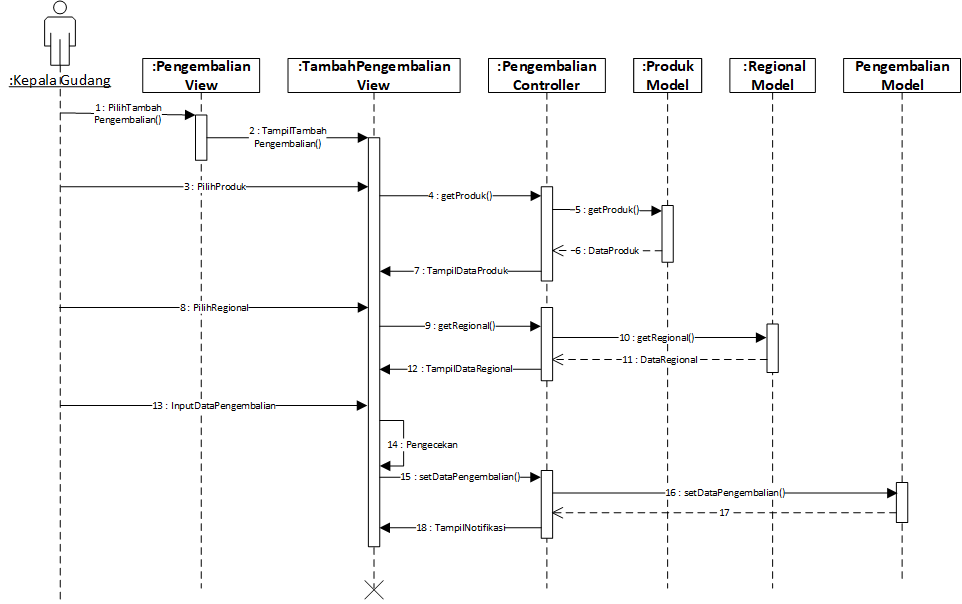 :Kepala Gudang
:Pengembalian
View
:TambahPengembalian
View
:Pengembalian
Controller
:Produk
Model
:Regional
Model
Pengembalian
Model
1 : PilihTambah
Pengembalian()
2 : TampilTambah
Pengembalian()
3 : PilihProduk
4 : getProduk()
5 : getProduk()
6 : DataProduk
7 : TampilDataProduk
8 : PilihRegional
9 : getRegional()
10 : getRegional()
11 : DataRegional
12 : TampilDataRegional
13 : InputDataPengembalian
14 : Pengecekan
15 : setDataPengembalian()
16 : setDataPengembalian()
17
18 : TampilNotifikasi